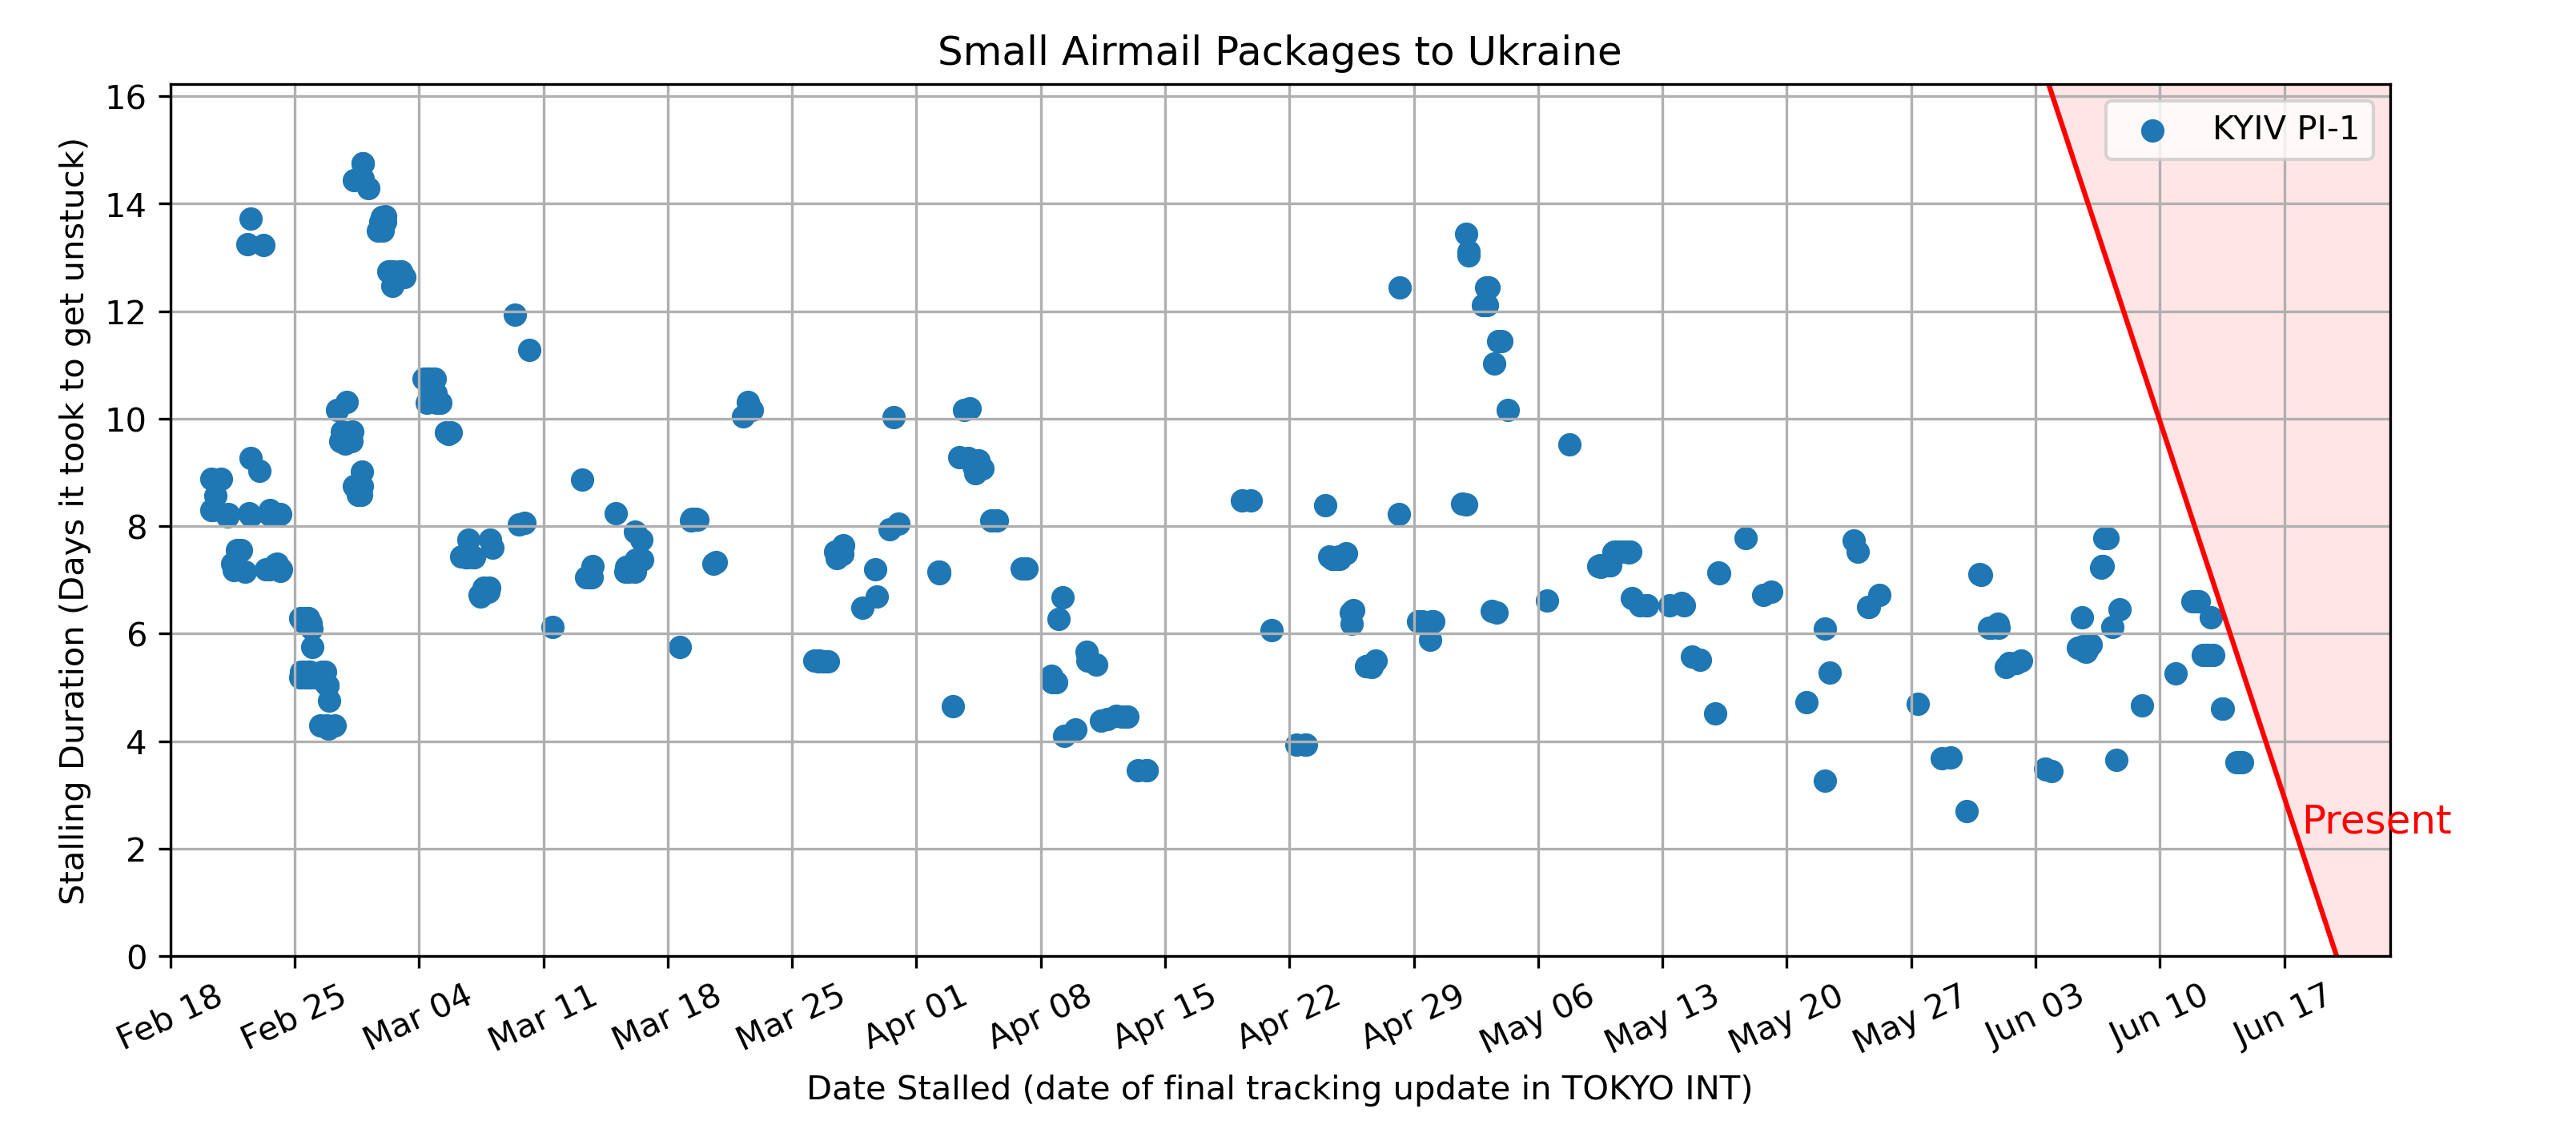 Small Airmail Packages to Ukraine
Stalling Duration (Days it took to get unstuck)
16
14
12
10
8
6
4
2
0
KYIV PI-1
Present
Feb 18
Feb 25
Mar 04
Mar 11
Mar 18
Mar 25
Apr 01
Apr 08
Apr 15
Apr 22
Apr 29
May 06
May 13
May 20
May 27
Jun 03
Jun 10
Jun 17
Date Stalled (date of final tracking update in TOKYO INT)